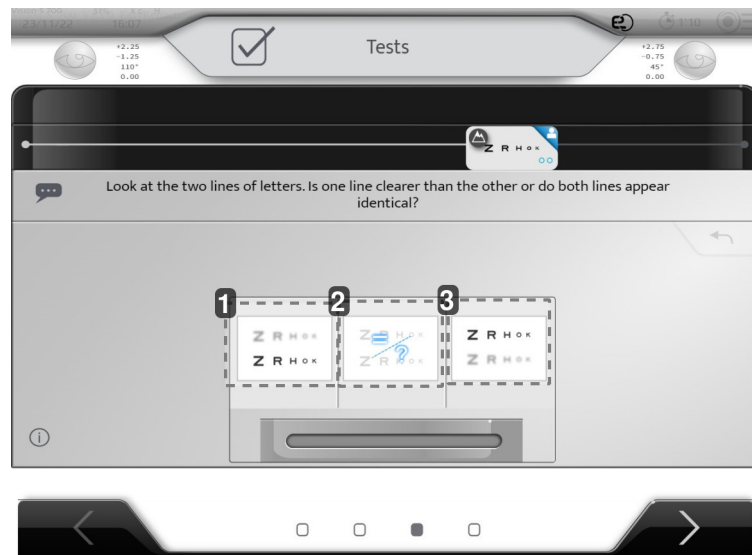 23/11/22 16:07
1'10
Tests
+2.25
-1.25
110°
0.00
+2.75
-0.75
45°
0.00
Z R H O K
Look at the two lines of letters. Is one line clearer than the other or do both lines appear
identical?
1
2
3
Z R H O K
Z R H O K
Z R H O K
= ?
Z R H O K
Z R H O K
Z R H O K